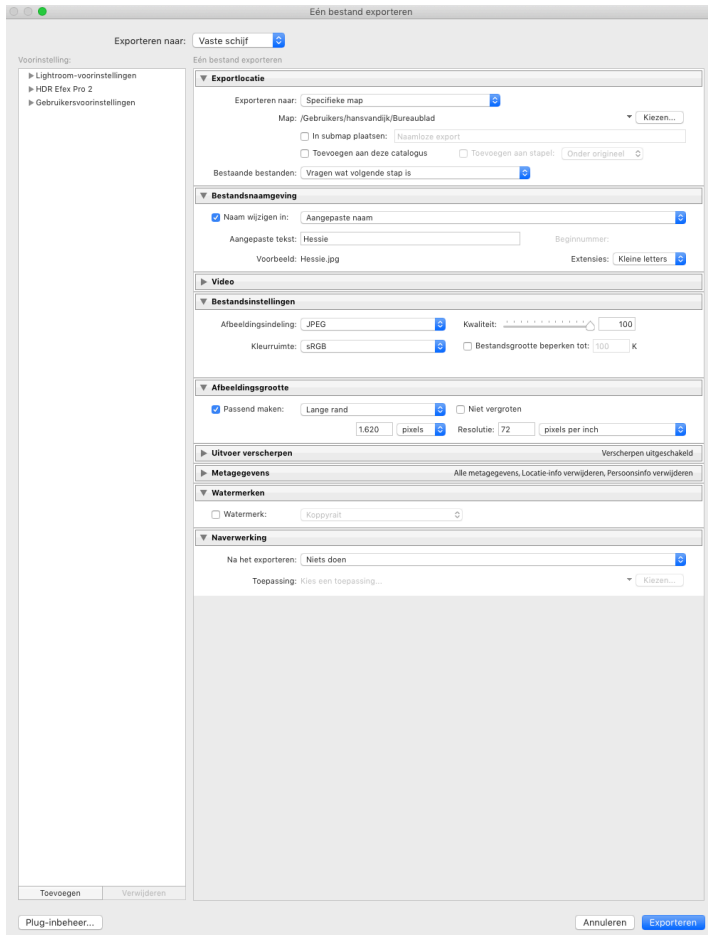 Eén bestand exporteren
Exporteren naar: Vaste schijf
Voorinstelling:
Lightroom-voorinstellingen
HDR Efex Pro 2
Gebruikersvoorinstellingen
Toevoegen Verwijderen
Eén bestand exporteren
Exportlocatie
Exporteren naar: Specifieke map
Map: /Gebruikers/hansvandijk/Bureaublad Kiezen...
In submap plaatsen: Naamloze export
Toevoegen aan deze catalogus Toevoegen aan stapel: Onder origineel
Bestaande bestanden: Vragen wat volgende stap is
Bestandsnaamgeving
Naam wijzigen in: Aangepaste naam
Aangepaste tekst: Hessie Beginnummer:
Voorbeeld: Hessie.jpg Extensies: Kleine letters
Video
Bestandsinstellingen
Afbeeldingsindeling: JPEG Kwaliteit: 100
Kleurruimte: sRGB Bestandsgrootte beperken tot: 100 K
Afbeeldingsgrootte
Passend maken: Lange rand Niet vergroten
1.620 pixels Resolutie: 72 pixels per inch
Uitvoer verscherpen Verscherpen uitgeschakeld
Metagegevens Alle metagegevens, Locatie-info verwijderen, Persoonsinfo verwijderen
Watermerken
Watermerk: Koppyrait
Naverwerking
Na het exporteren: Niets doen
Toepassing: Kies een toepassing... Kiezen...
Plug-inbeheer... Annuleren Exporteren